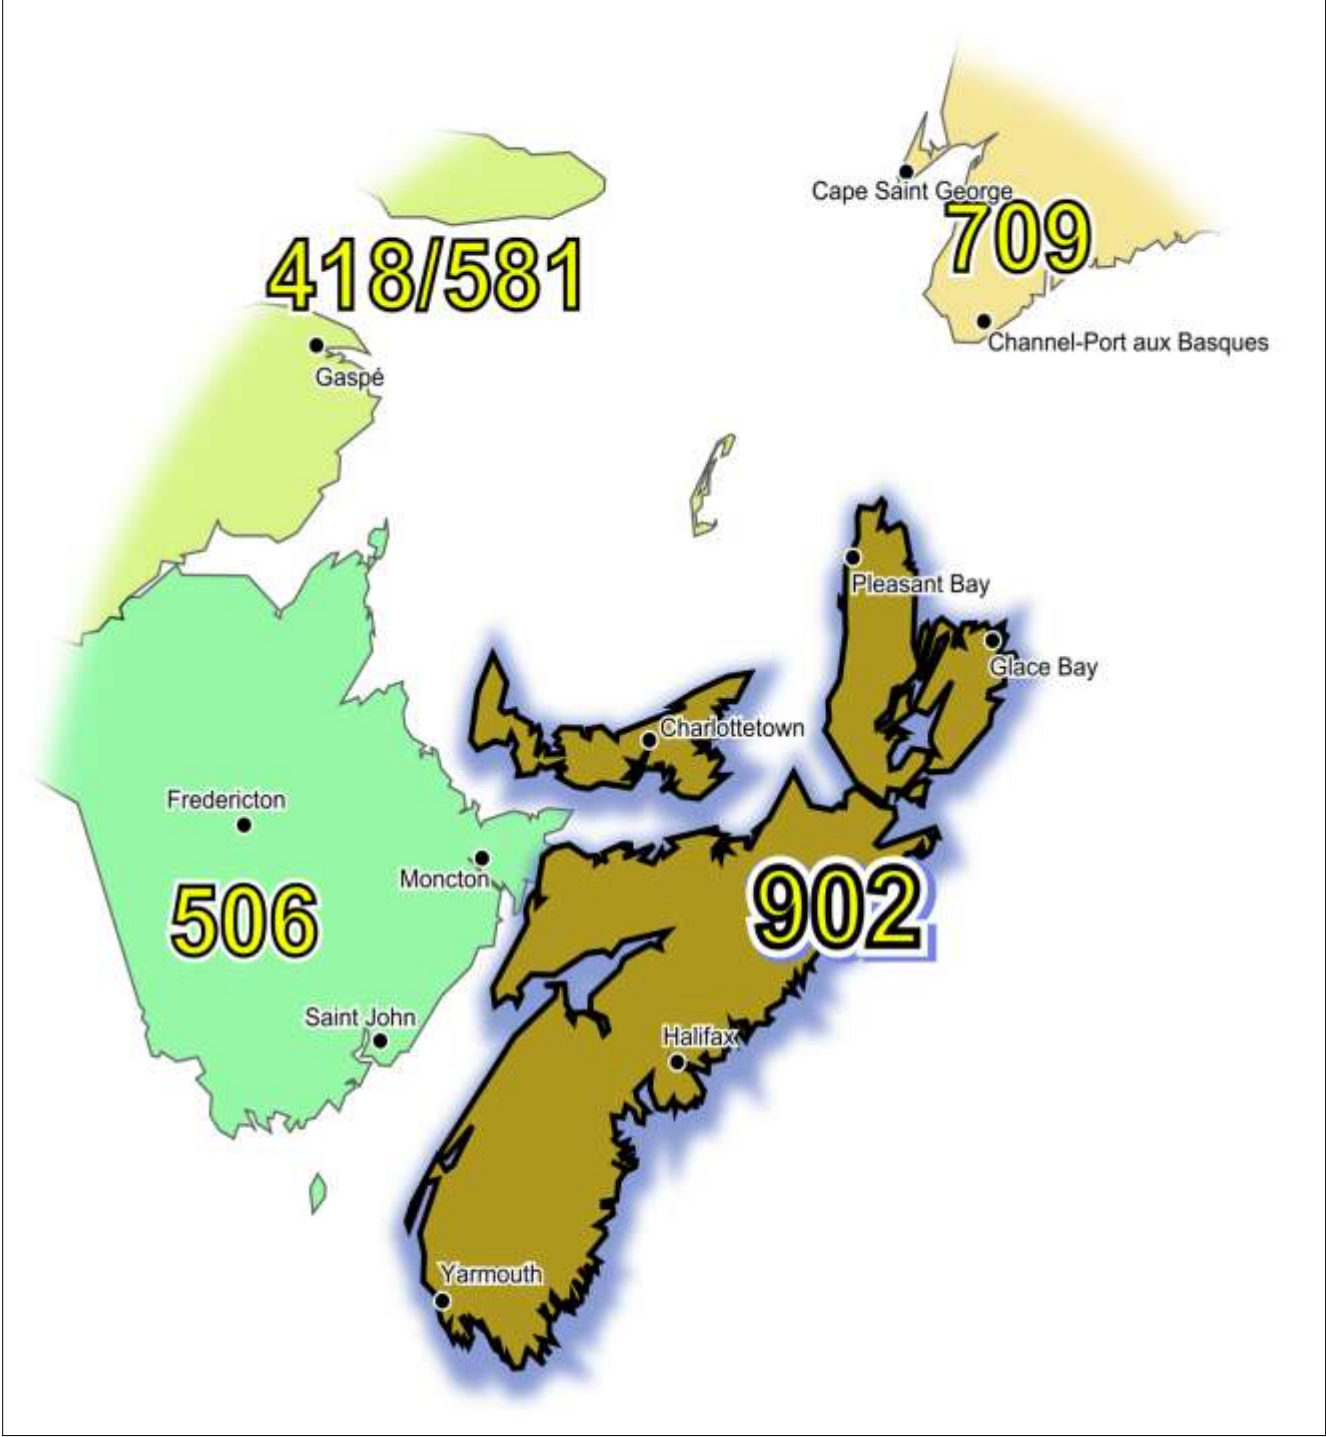 Cape Saint George
709
418/581
Channel-Port aux Basques
Gaspé
Pleasant Bay
Glace Bay
Charlottetown
Fredericton
Moncton
506
902
Saint John
Halifax
Yarmouth